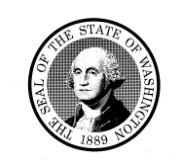 THE SEAL OF THE STATE OF WASHINGTON
1889